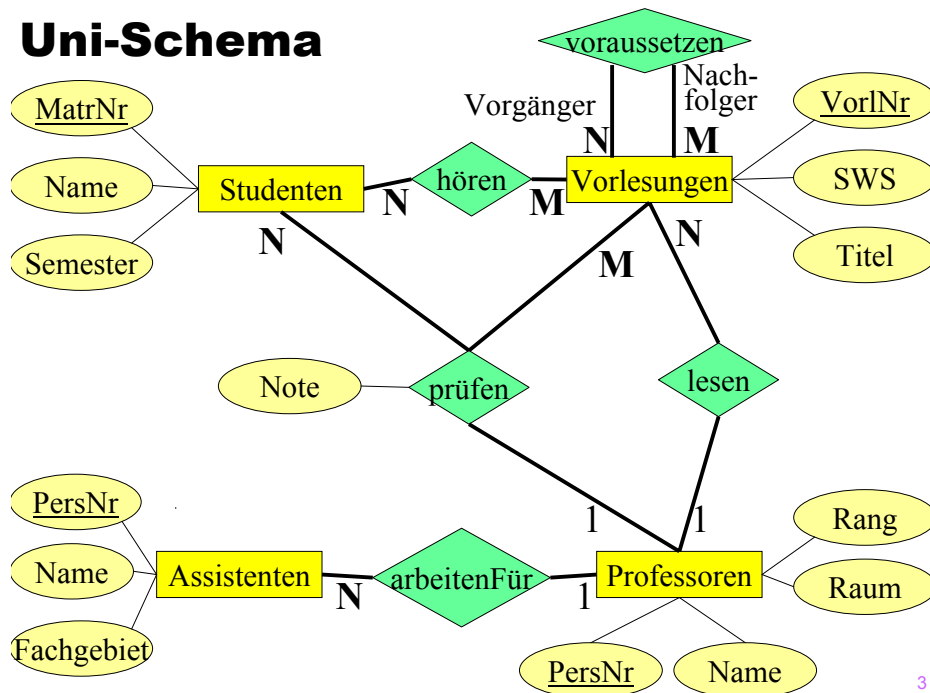 Uni-Schema
voraussetzen
Vorgänger
Nach-
folger
N
M
MatrNr
Name
Semester
Studenten
N
hören
M
Vorlesungen
VorlNr
SWS
Titel
N
M
N
Note
prüfen
lesen
1
1
PersNr
Name
Fachgebiet
Assistenten
N
arbeitenFür
1
Professoren
Rang
Raum
PersNr
Name
3